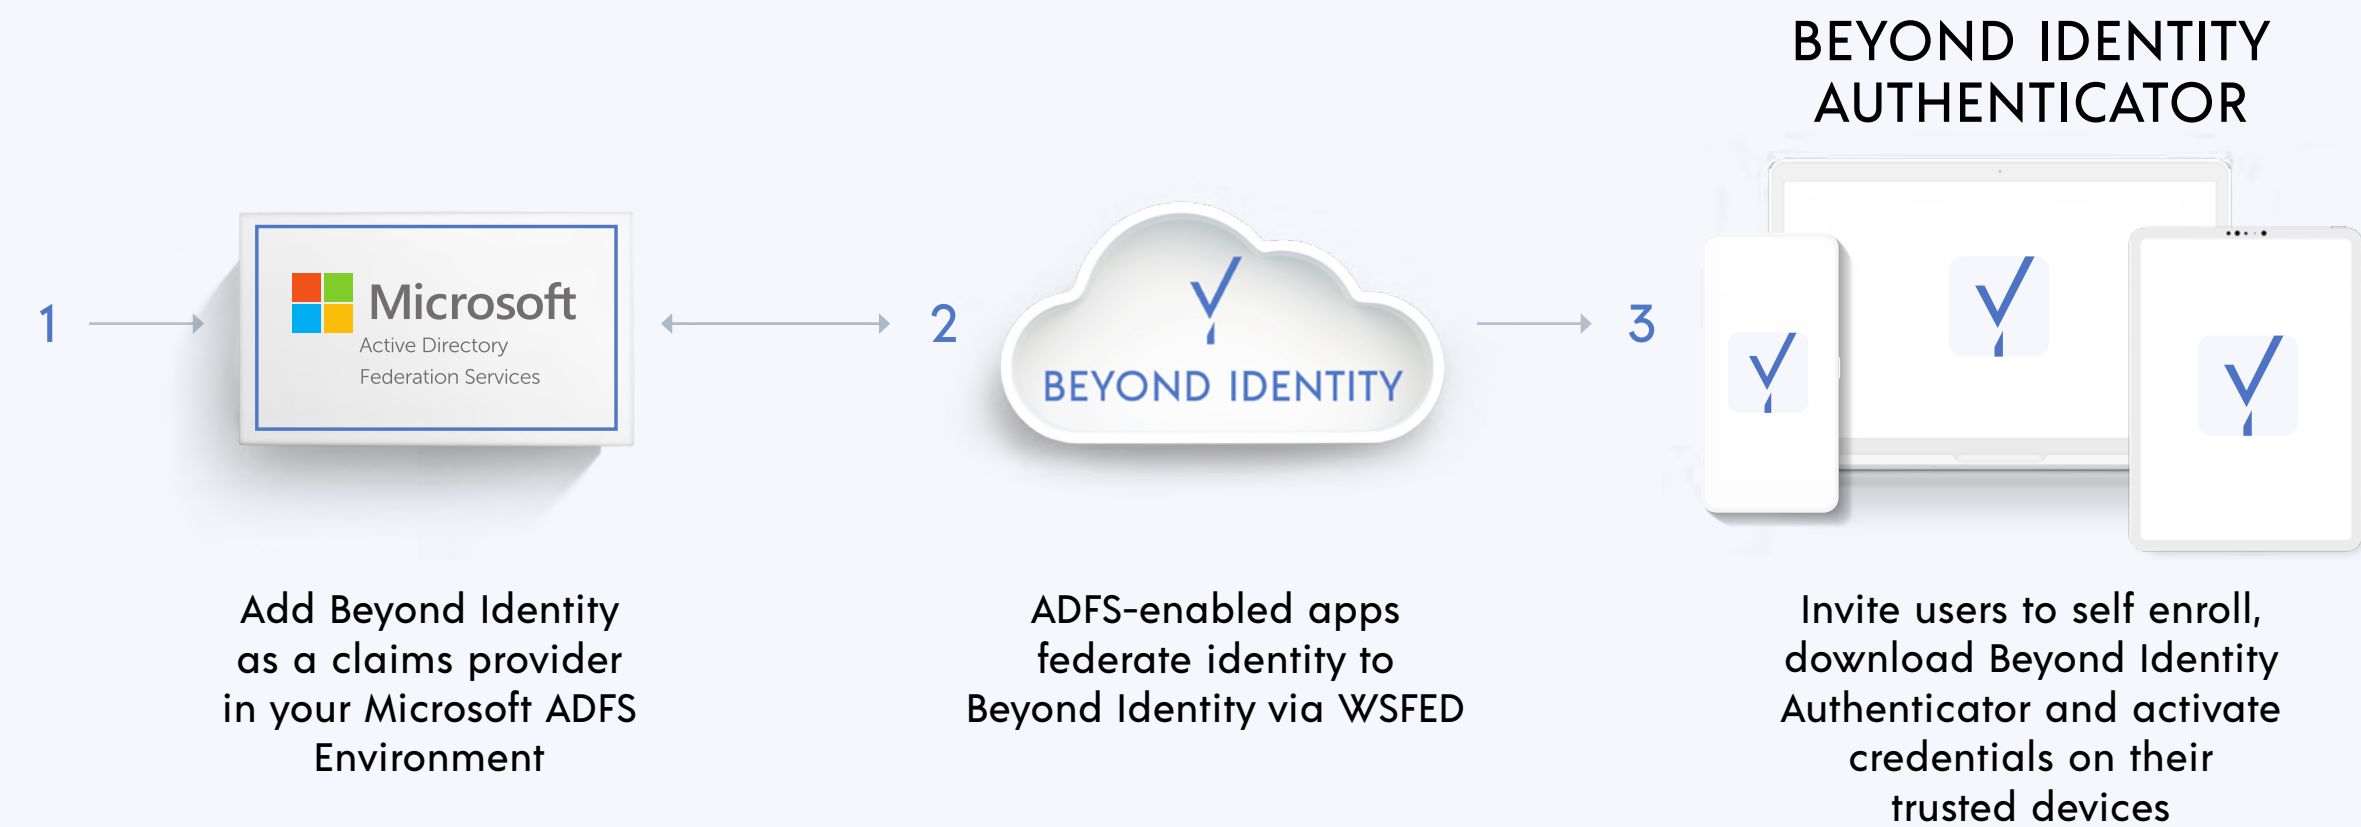 BEYOND IDENTITY
AUTHENTICATOR
1
Microsoft
Active Directory
Federation Services
2
BEYOND IDENTITY
3
Add Beyond Identity
as a claims provider
in your Microsoft ADFS
Environment
ADFS-enabled apps
federate identity to
Beyond Identity via WSFED
Invite users to self enroll,
download Beyond Identity
Authenticator and activate
credentials on their
trusted devices